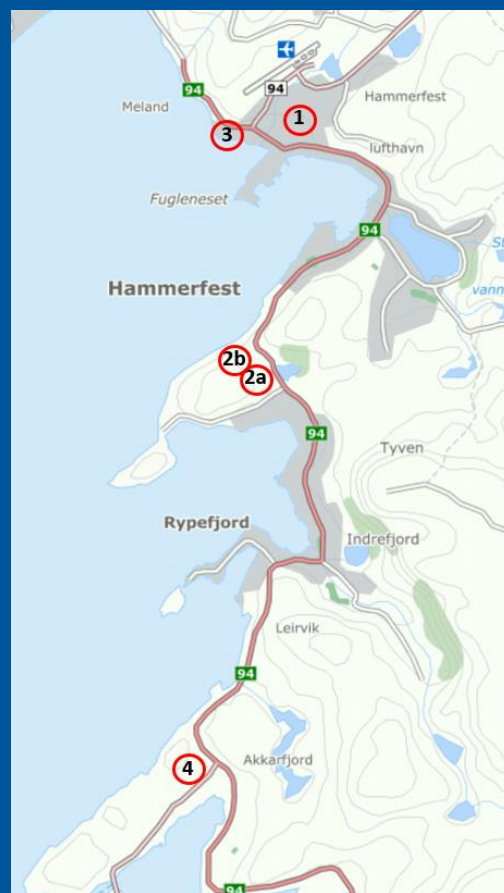 94
94
Hammerfest
lufthavn
Meland
1
3
Fugleneset
94
Hammerfest
St
vann
2b
2a
94
Tyven
Rypefjord
Indrefjord
Leirvik
94
Akkarfjord
4
94